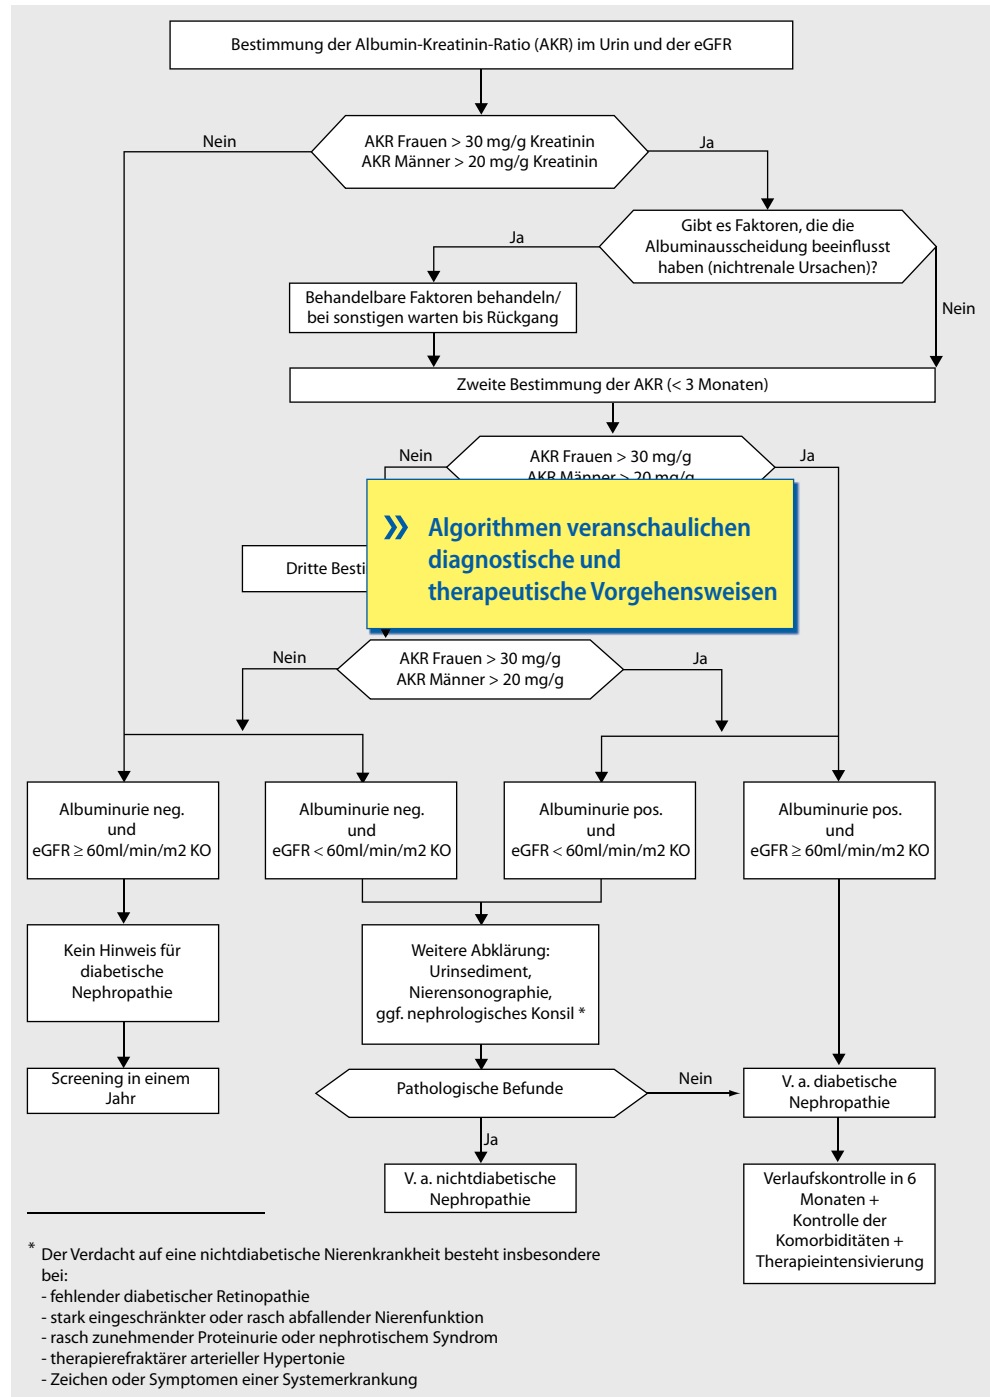 Bestimmung der Albumin-Kreatinin-Ratio (AKR) im Urin und der eGFR
Nein
AKR Frauen > 30 mg/g Kreatinin
AKR Männer > 20 mg/g Kreatinin
Ja
Gibt es Faktoren, die die
Albuminausscheidung beeinflusst
haben (nichtrenale Ursachen)?
Ja
Behandelbare Faktoren behandeln/
bei sonstigen warten bis Rückgang
Nein
Zweite Bestimmung der AKR (< 3 Monaten)
Nein
AKR Frauen > 30 mg/g
AKR Männer > 20 mg/g
Ja
» Algorithmen veranschaulichen
diagnostische und
therapeutische Vorgehensweisen
Dritte Besti
Nein
AKR Frauen > 30 mg/g
AKR Männer > 20 mg/g
Ja
Albuminurie neg.
und
eGFR ≥ 60ml/min/m2 KO
Albuminurie neg.
und
eGFR < 60ml/min/m2 KO
Albuminurie pos.
und
eGFR < 60ml/min/m2 KO
Albuminurie pos.
und
eGFR ≥ 60ml/min/m2 KO
Kein Hinweis für
diabetische
Nephropathie
Weitere Abklärung:
Urinsediment,
Nierensonographie,
ggf. nephrologisches Konsil *
Screening in einem
Jahr
Pathologische Befunde
Nein
V. a. diabetische
Nephropathie
Ja
V. a. nichtdiabetische
Nephropathie
Verlaufskontrolle in 6
Monaten +
Kontrolle der
Komorbiditäten +
Therapieintensivierung
* Der Verdacht auf eine nichtdiabetische Nierenkrankheit besteht insbesondere
bei:
- fehlender diabetischer Retinopathie
- stark eingeschränkter oder rasch abfallender Nierenfunktion
- rasch zunehmender Proteinurie oder nephrotischem Syndrom
- therapierefraktärer arterieller Hypertonie
- Zeichen oder Symptomen einer Systemerkrankung